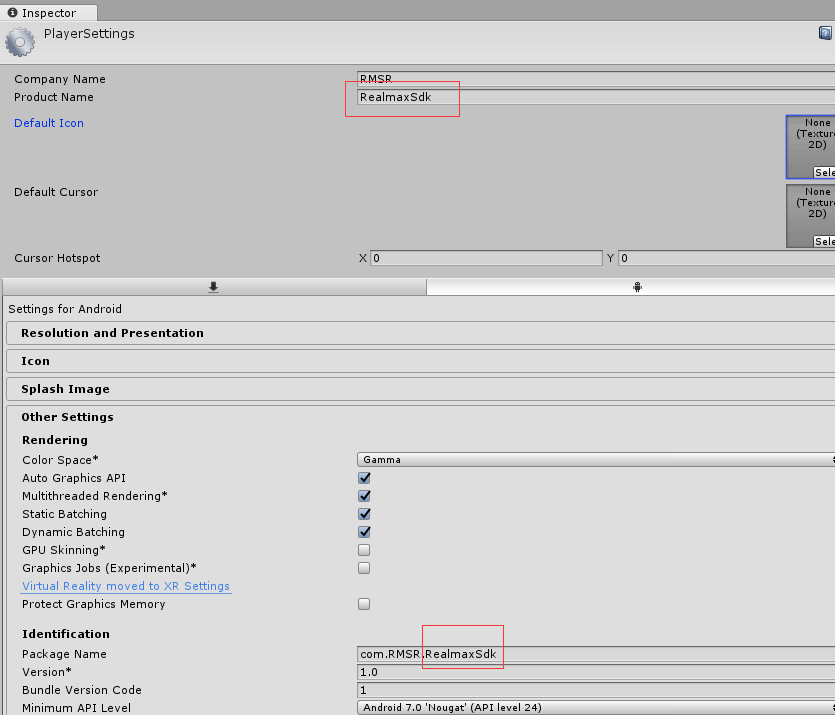 Inspector
PlayerSettings
Company Name RMSR
Product Name RealmaxSdk
Default Icon None
(Textur
2D)
Sele
Default Cursor None
(Textur
2D)
Sele
Cursor Hotspot X 0 Y 0
Settings for Android
Resolution and Presentation
Icon
Splash Image
Other Settings
Rendering
Color Space* Gamma
Auto Graphics API
Multithreaded Rendering*
Static Batching
Dynamic Batching
GPU Skinning*
Graphics Jobs (Experimental)*
Virtual Reality moved to XR Settings
Protect Graphics Memory
Identification
Package Name com.RMSR.RealmaxSdk
Version* 1.0
Bundle Version Code 1
Minimum API Level Android 7.0 'Nougat' (API level 24)